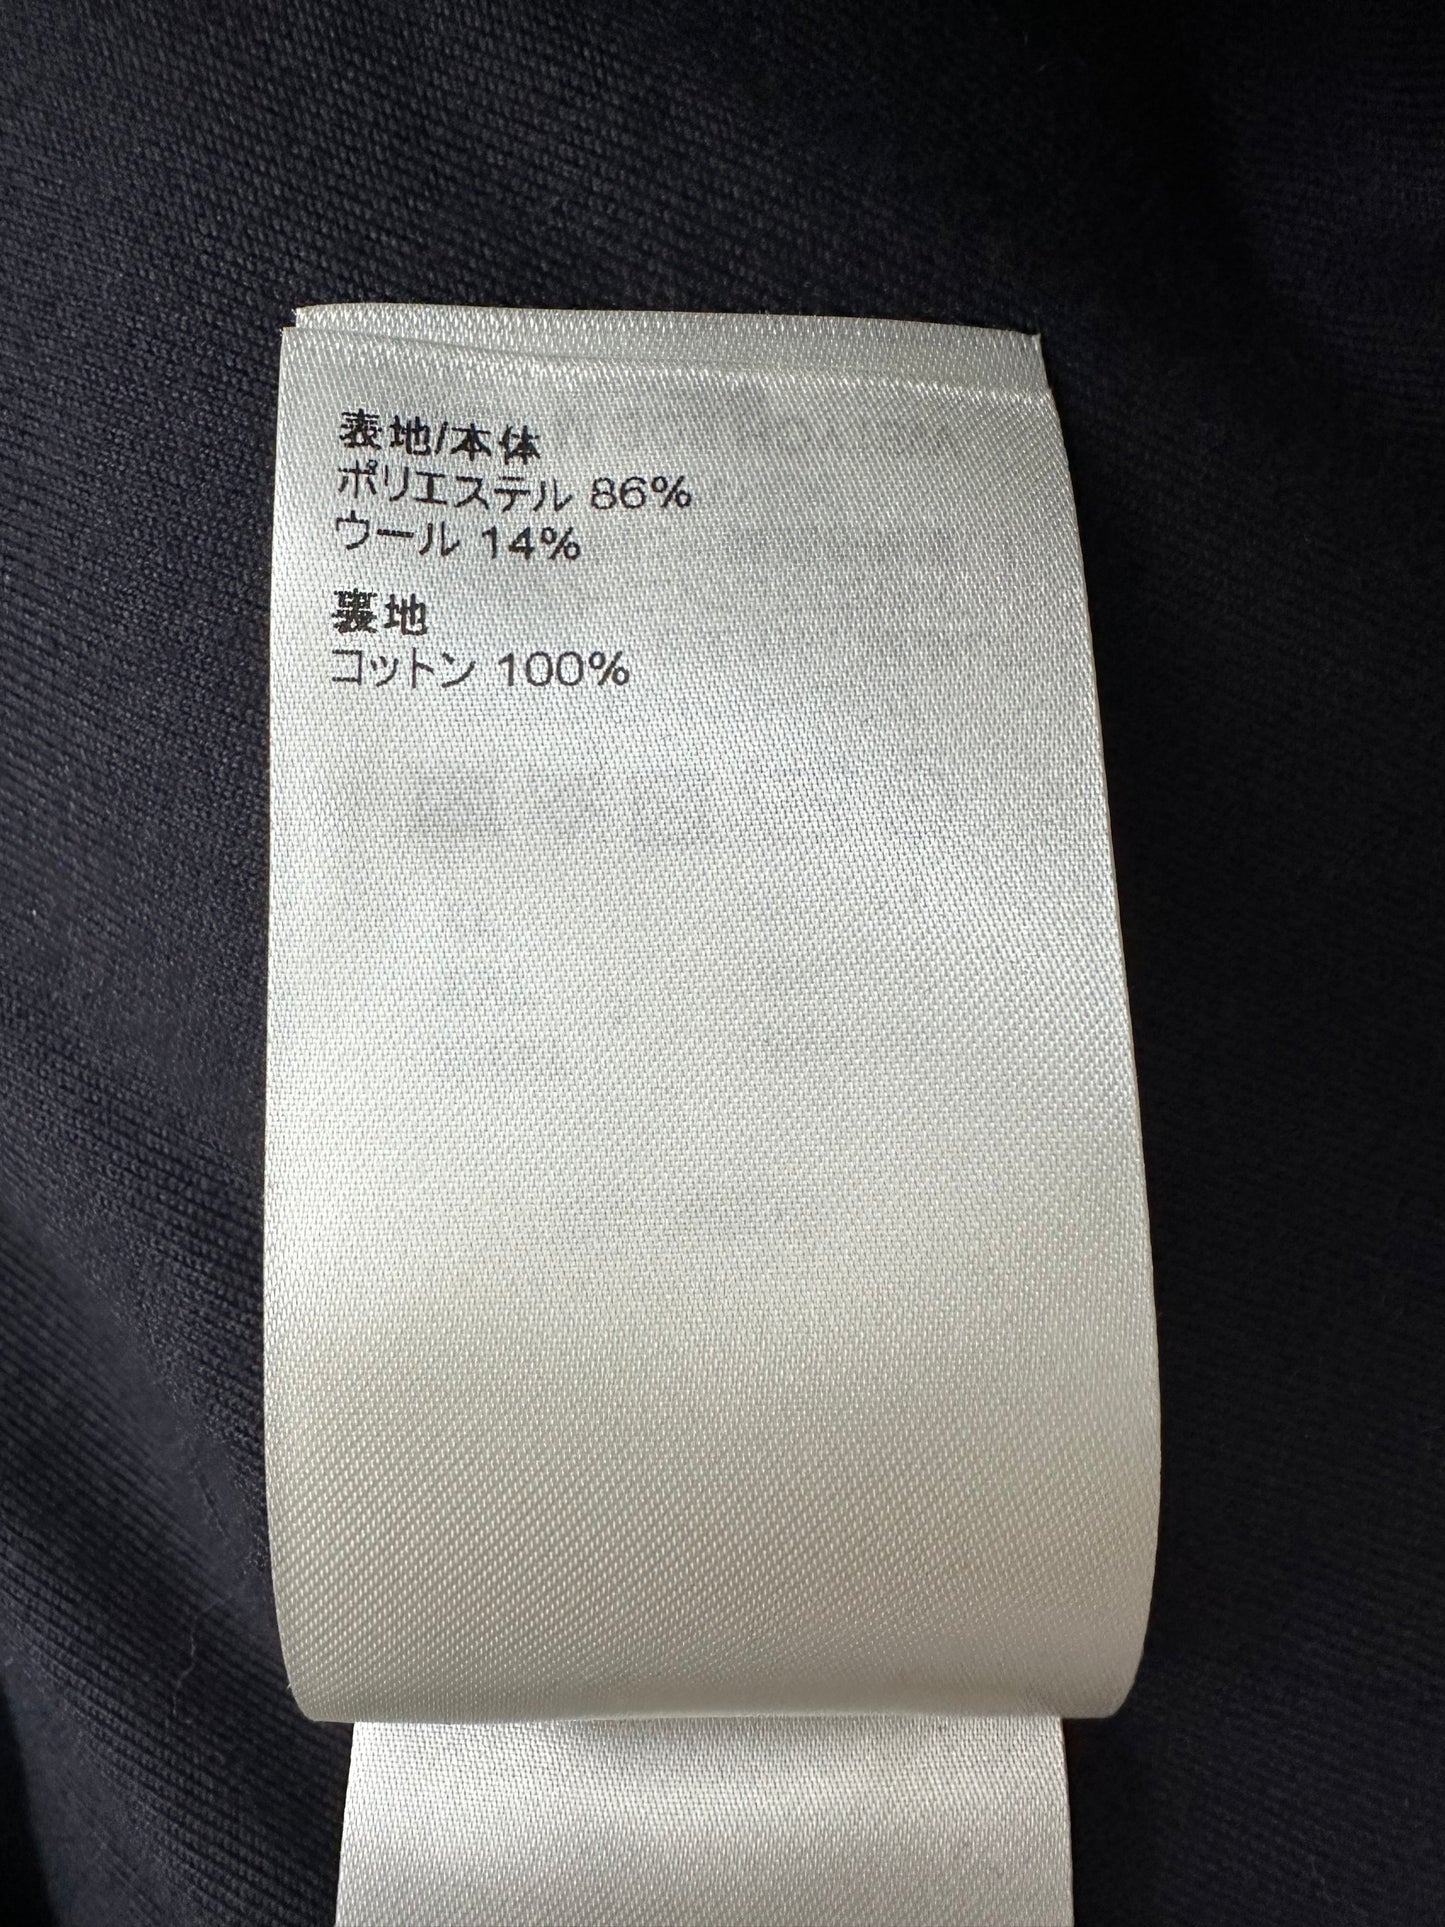 表地/本体
ポリエステル 86%
ウール 14%
裏地
コットン 100%